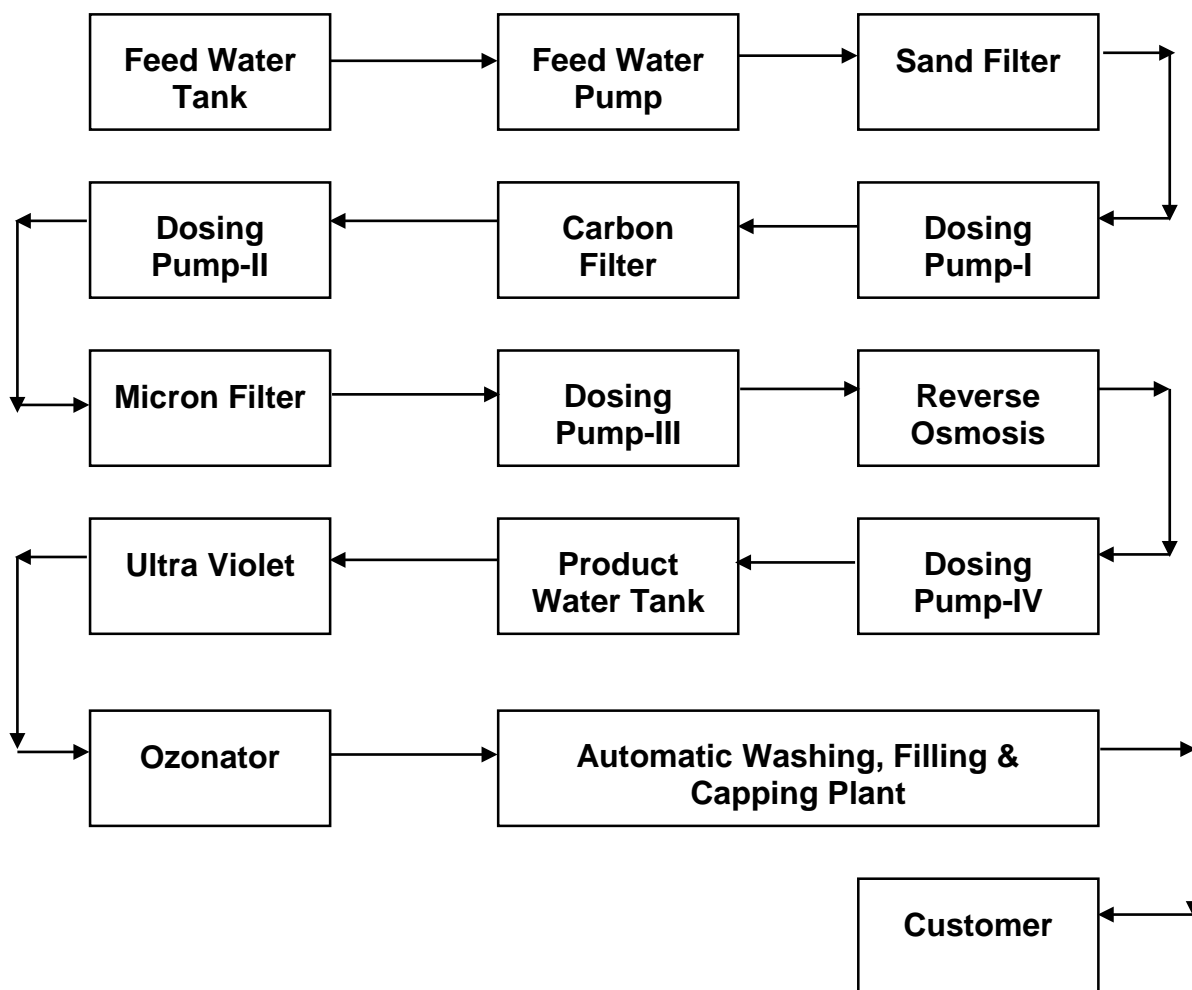 Feed Water
Tank
Feed Water
Pump
Sand Filter
Dosing
Pump-II
Carbon
Filter
Dosing
Pump-I
Micron Filter
Dosing
Pump-III
Reverse
Osmosis
Ultra Violet
Product
Water Tank
Dosing
Pump-IV
Ozonator
Automatic Washing, Filling &
Capping Plant
Customer